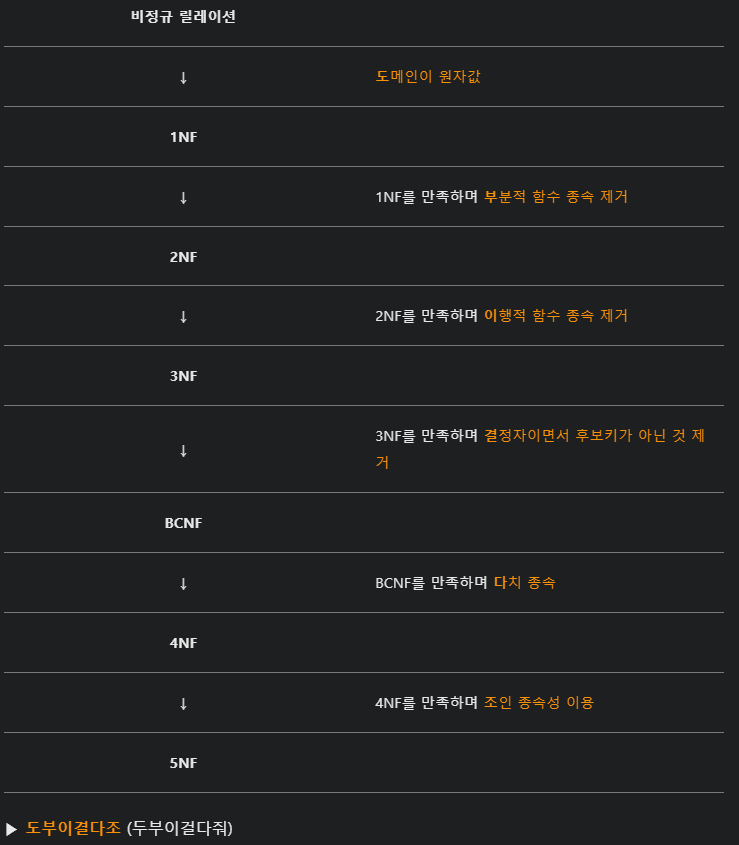 비정규 릴레이션
↓ 도메인이 원자값
1NF
↓ 1NF를 만족하며 부분적 함수 종속 제거
2NF
↓ 2NF를 만족하며 이행적 함수 종속 제거
3NF
↓ 3NF를 만족하며 결정자이면서 후보키가 아닌 것 제
거
BCNF
↓ BCNF를 만족하며 다치 종속
4NF
↓ 4NF를 만족하며 조인 종속성 이용
5NF
▶ 도부이결다조 (두부이걸다줘)